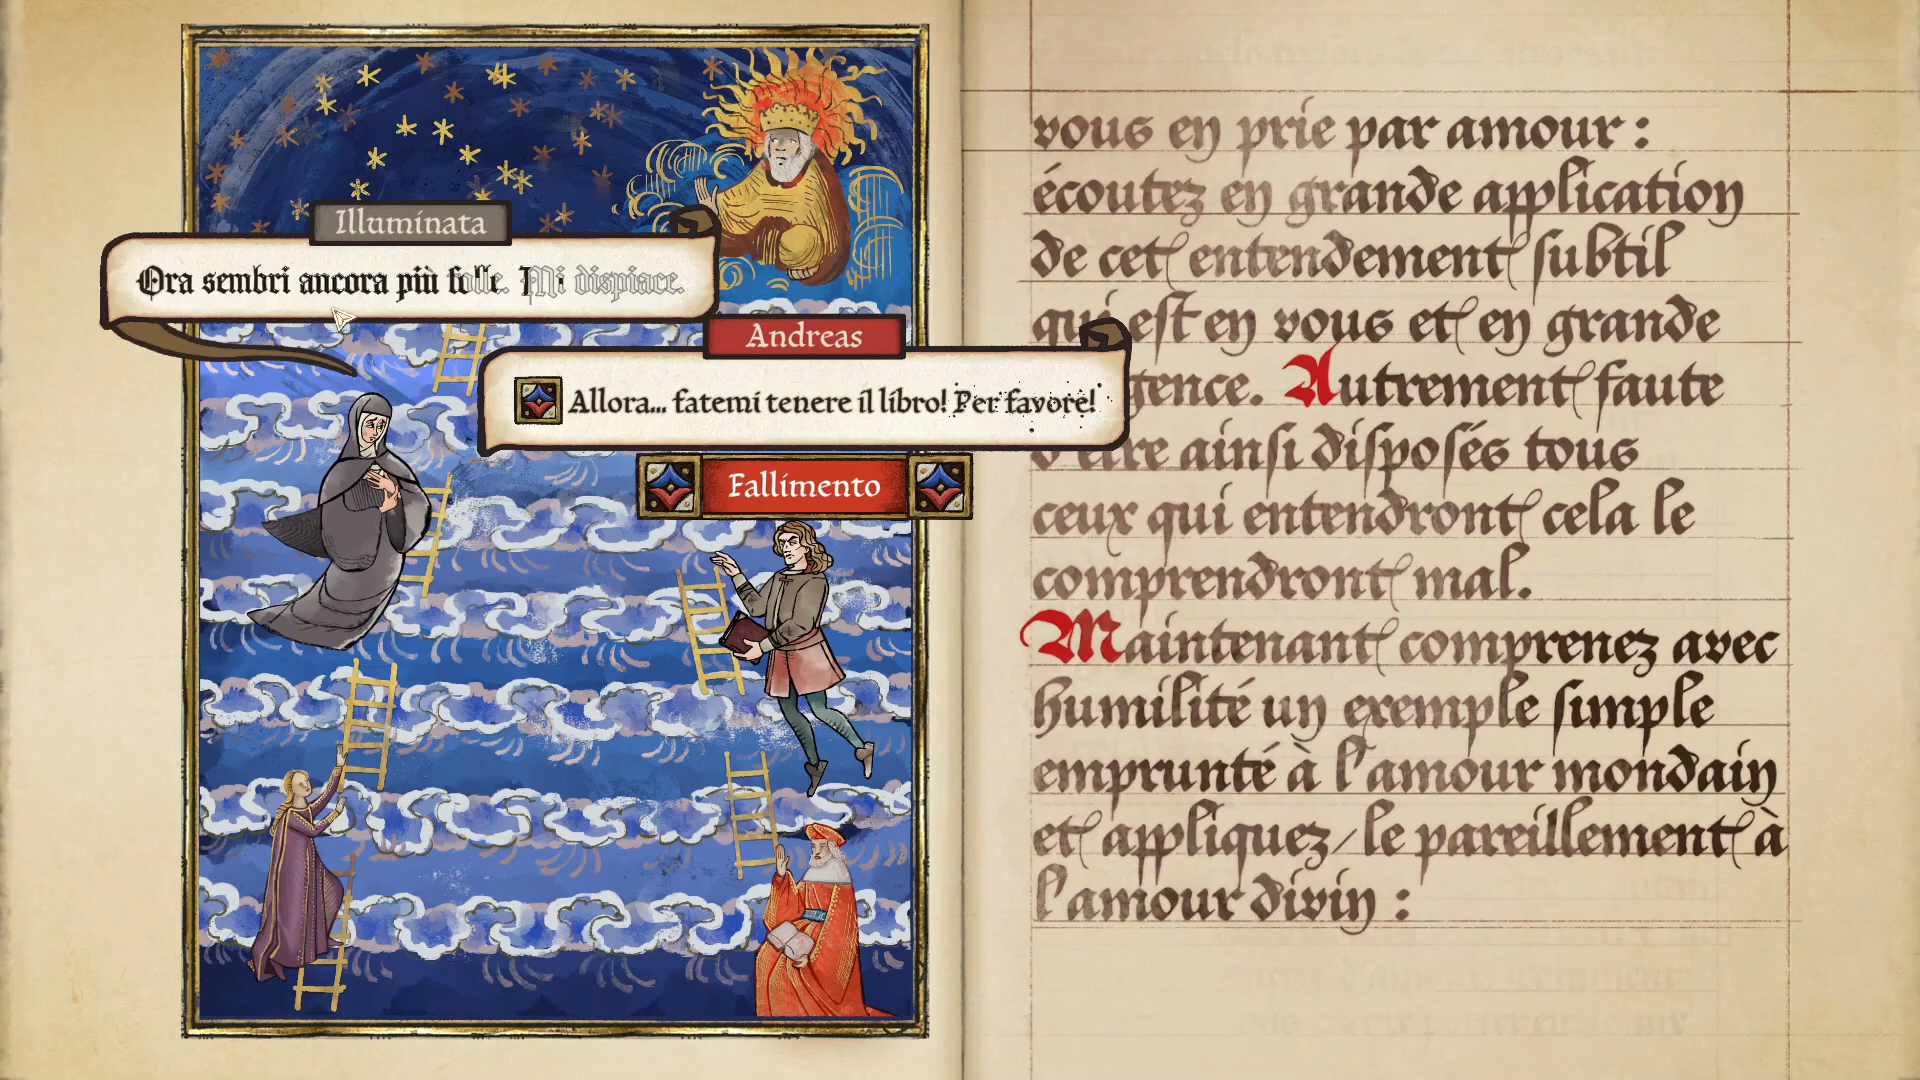 Illuminata
Ora sembri ancora più folle. Mi dispiace.
Andreas
Allora... fatemi tenere il libro! Per favore!
Fallimento
vous en prie par amour :
écoutez en grande application
de cet entendement subtil
qui est en vous et en grande
gence. Autrement faute
d'être ainsi disposés tous
ceux qui entendront cela le
comprendront mal.
Maintenant comprenez avec
humilité un exemple simple
emprunté à l'amour mondain
et appliquez-le pareillement à
l'amour divin :